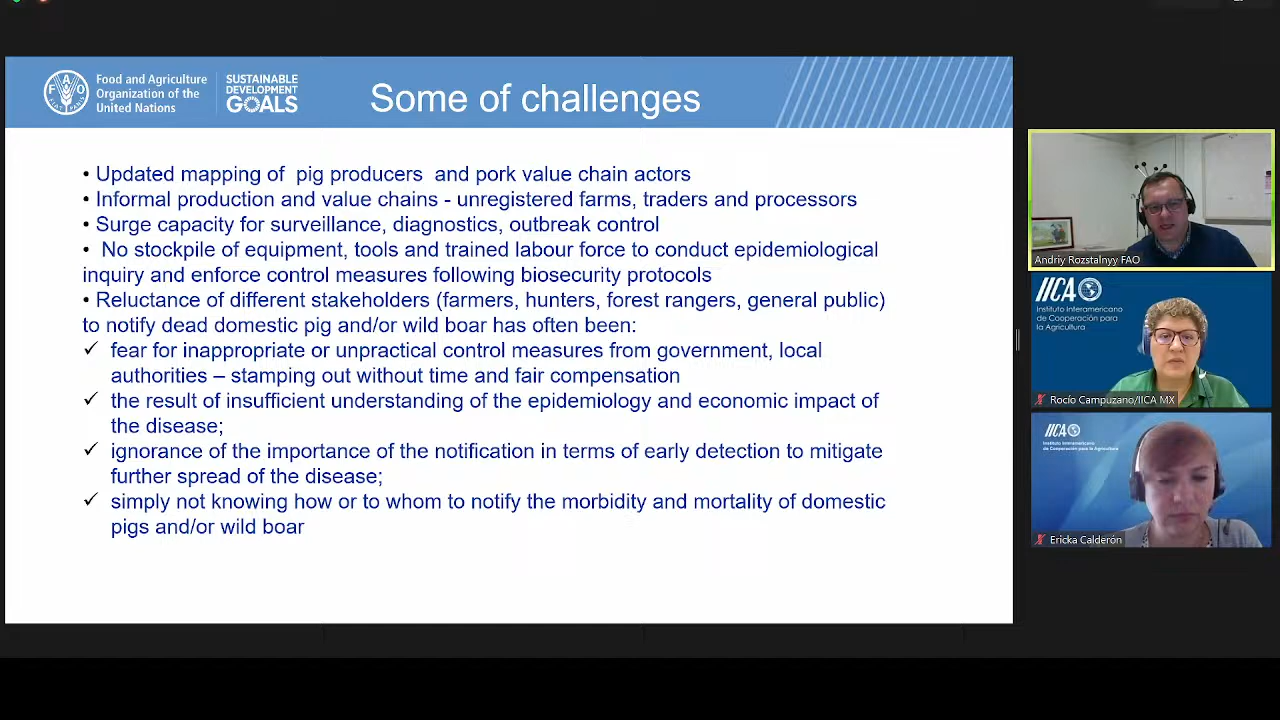 Food and Agriculture
Organization of the
United Nations
SUSTAINABLE
DEVELOPMENT
GOALS
Some of challenges
• Updated mapping of  pig producers  and pork value chain actors
• Informal production and value chains - unregistered farms, traders and processors
• Surge capacity for surveillance, diagnostics, outbreak control
•  No stockpile of equipment, tools and trained labour force to conduct epidemiological
inquiry and enforce control measures following biosecurity protocols
• Reluctance of different stakeholders (farmers, hunters, forest rangers, general public)
to notify dead domestic pig and/or wild boar has often been:
✓ fear for inappropriate or unpractical control measures from government, local
authorities – stamping out without time and fair compensation
✓ the result of insufficient understanding of the epidemiology and economic impact of
the disease;
✓ ignorance of the importance of the notification in terms of early detection to mitigate
further spread of the disease;
✓ simply not knowing how or to whom to notify the morbidity and mortality of domestic
pigs and/or wild boar
Andriy Rozstalnyy FAO
IICA
Instituto Interamericano
de Cooperación para
la Agricultura
Rocío Campuzano/IICA MX
IICA
Instituto Interamericano
de Cooperación para la Agricultura
Ericka Calderón